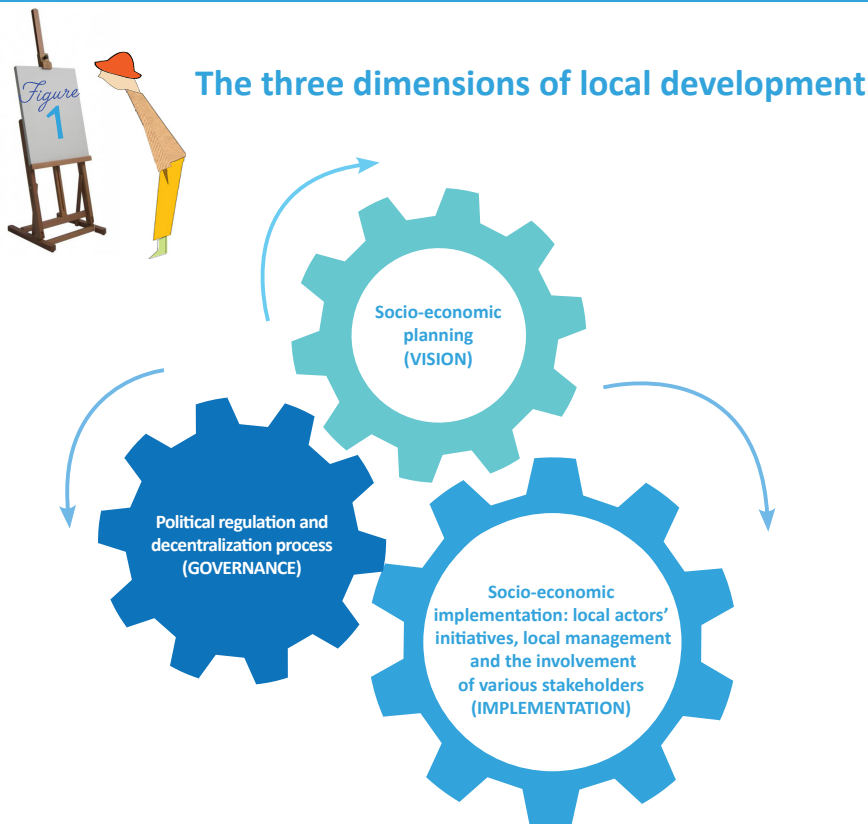 Figure
1
The three dimensions of local development
Socio-economic
planning
(VISION)
Political regulation and
decentralization process
(GOVERNANCE)
Socio-economic
implementation: local actors’
initiatives, local management
and the involvement
of various stakeholders
(IMPLEMENTATION)